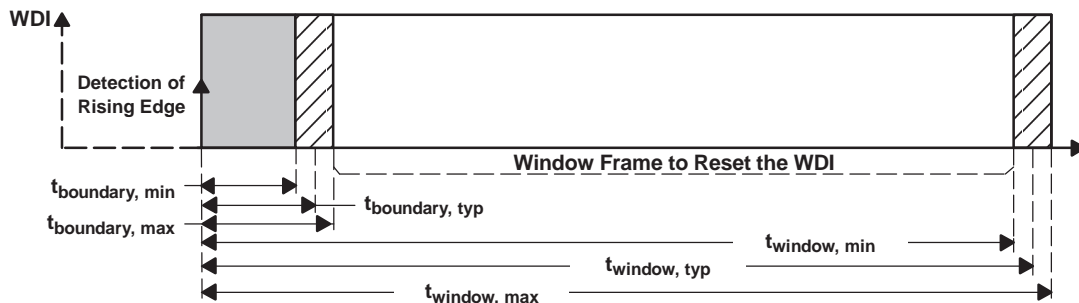 WDI
Detection of
Rising Edge
Window Frame to Reset the WDI
tboundary, min
tboundary, typ
tboundary, max
twindow, min
twindow, typ
twindow, max